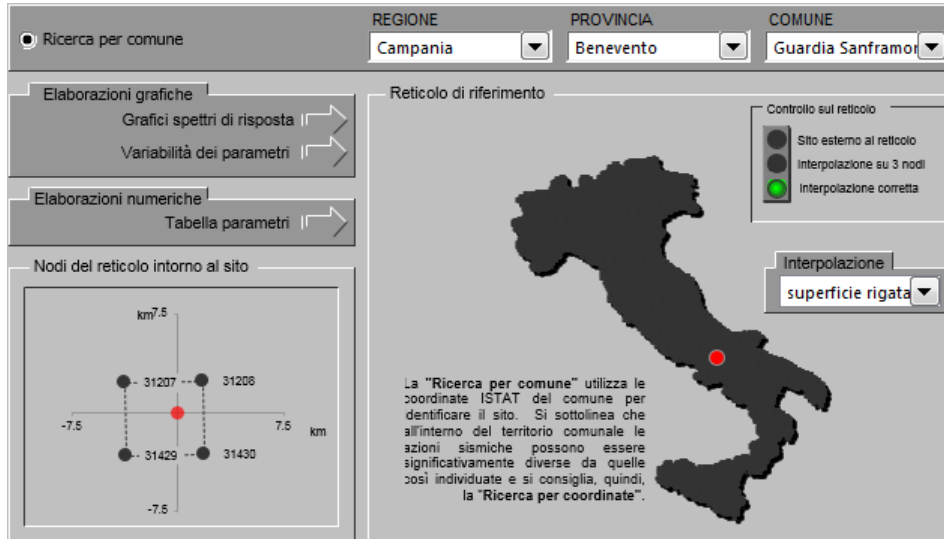 REGIONE PROVINCIA COMUNE
Ricerca per comune
Campania Benevento Guardia Sanframor
Elaborazioni grafiche
Grafici spettri di risposta
Variabilità dei parametri
Elaborazioni numeriche
Tabella parametri
Nodi del reticolo intorno al sito
km 7.5
31207 31208
-7.5 7.5 km
31429 31430
-7.5
Reticolo di riferimento
Controllo sul reticolo
Sito esterno al reticolo
Interpolazione su 3 nodi
Interpolazione corretta
Interpolazione
superficie rigata
La "Ricerca per comune" utilizza le
coordinate ISTAT del comune per
identificare il sito. Si sottolinea che
all'interno del territorio comunale le
azioni sismiche possono essere
significativamente diverse da quelle
così individuate e si consiglia, quindi,
la "Ricerca per coordinate".